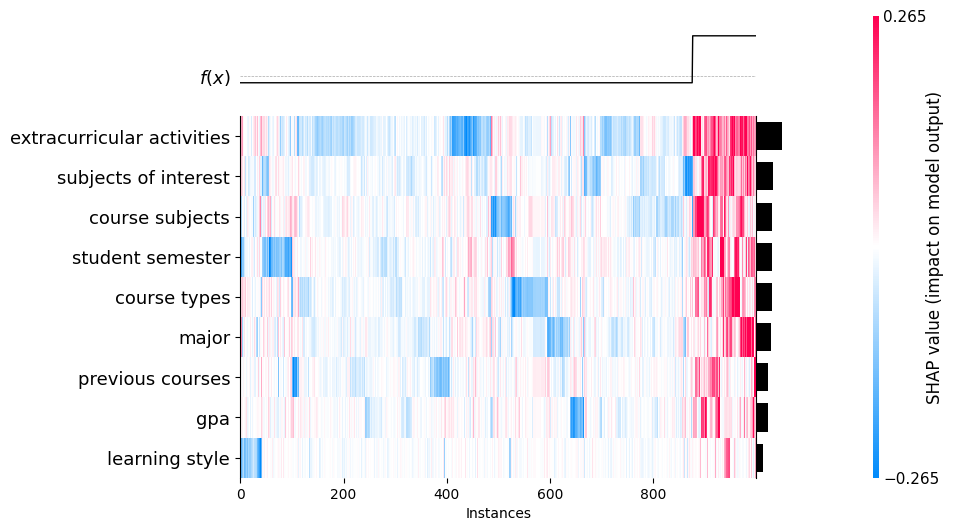 0.265
f(x)
extracurricular activities
subjects of interest
course subjects
student semester
course types
major
previous courses
gpa
learning style
0 200 400 600 800
Instances
SHAP value (impact on model output)
−0.265